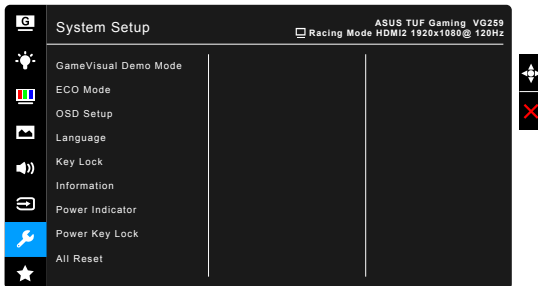 G
System Setup
ASUS TUF Gaming VG259
Racing Mode HDMI2 1920x1080@ 120Hz
GameVisual Demo Mode
ECO Mode
OSD Setup
Language
Key Lock
Information
Power Indicator
Power Key Lock
All Reset